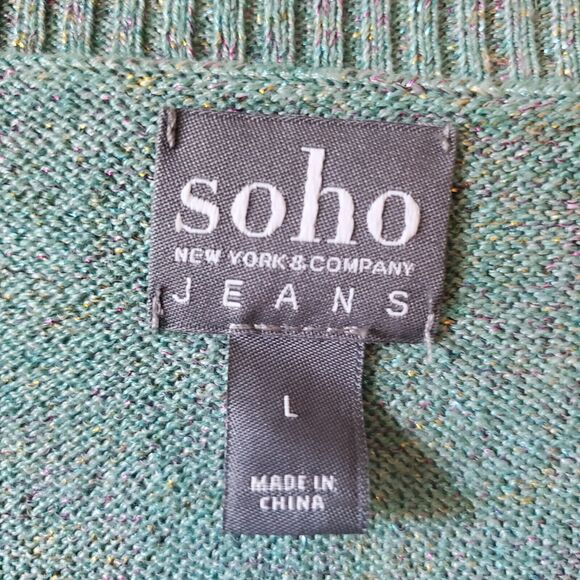 soho
NEW YORK & COMPANY
JEANS
L
MADE IN
CHINA